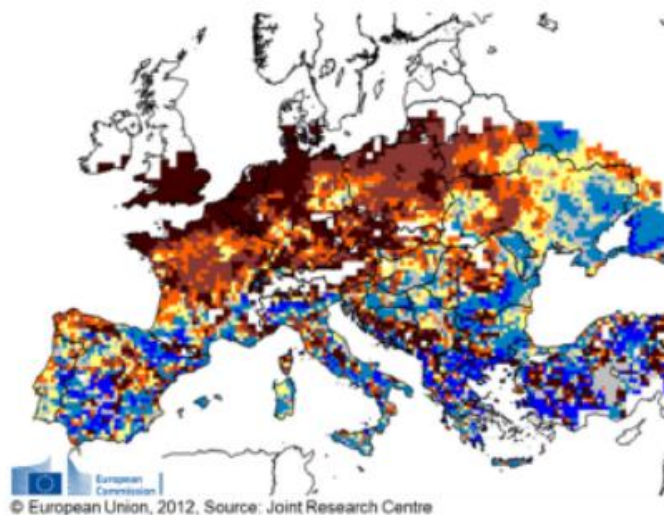 European
Commission
© European Union, 2012, Source: Joint Research Centre